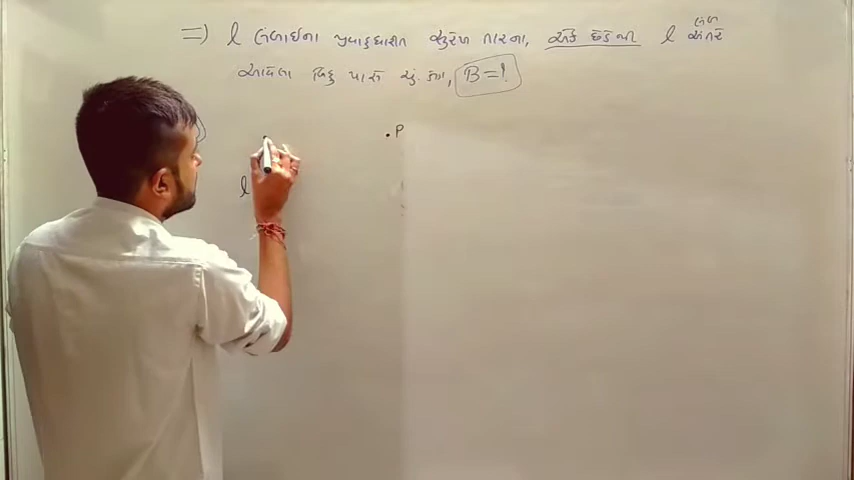 ⇒ l લંબાઈના પ્રવાહધારીત સુરેખ તારના, એક છેડેથી l લંબ અંતરે
આવેલા બિંદુ પાસે ચું.ક્ષે, B=?
• P
l